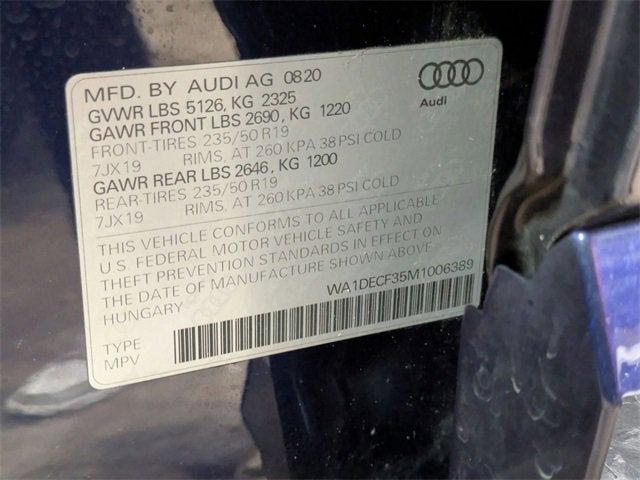 MFD. BY AUDI AG 0820
GVWR LBS 5126, KG 2325
GAWR FRONT LBS 2690, KG 1220
FRONT-TIRES 235/50 R19
7JX19 RIMS, AT 260 KPA 38 PSI COLD
GAWR REAR LBS 2646, KG 1200
REAR-TIRES 235/50 R19
7JX19 RIMS, AT 260 KPA 38 PSI COLD
THIS VEHICLE CONFORMS TO ALL APPLICABLE
U.S. FEDERAL MOTOR VEHICLE SAFETY AND
THEFT PREVENTION STANDARDS IN EFFECT ON
THE DATE OF MANUFACTURE SHOWN ABOVE.
HUNGARY
WA1DECF35M1006389
TYPE
MPV
Audi